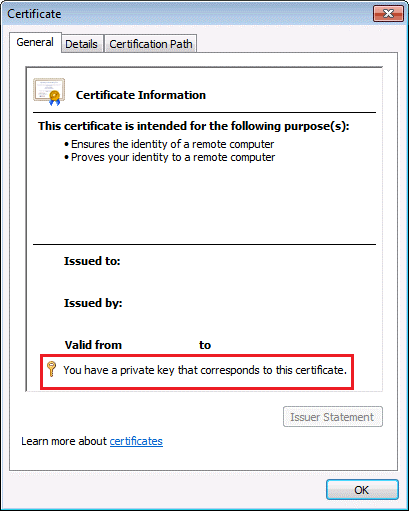 Certificate
General Details Certification Path
Certificate Information
This certificate is intended for the following purpose(s):
• Ensures the identity of a remote computer
• Proves your identity to a remote computer
Issued to:
Issued by:
Valid from to
You have a private key that corresponds to this certificate.
Issuer Statement
Learn more about certificates
OK